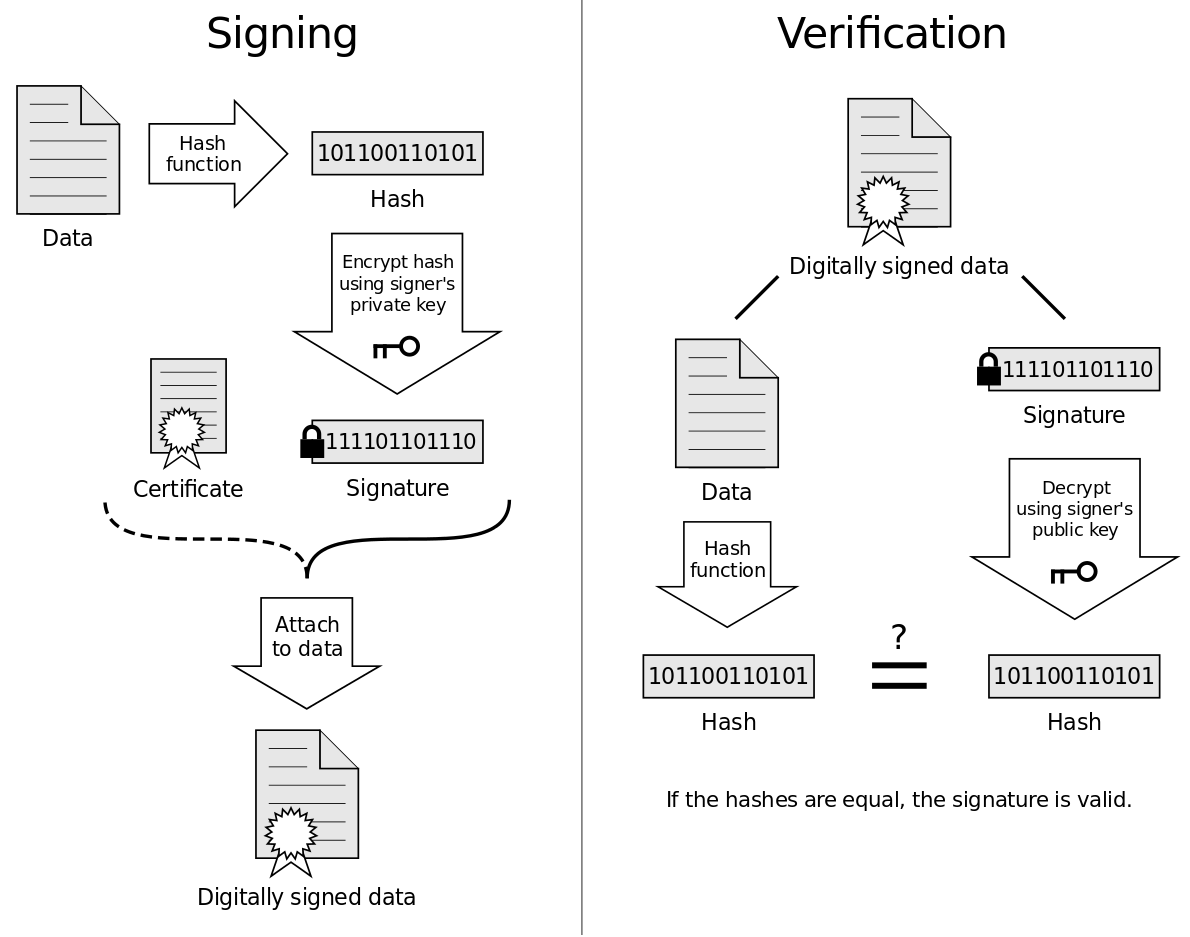 Signing
Data
Hash
function
101100110101
Hash
Encrypt hash
using signer's
private key
Certificate
111101101110
Signature
Attach
to data
Digitally signed data
Verification
Digitally signed data
Data
Hash
function
101100110101
Hash
111101101110
Signature
Decrypt
using signer's
public key
?
=
101100110101
Hash
If the hashes are equal, the signature is valid.